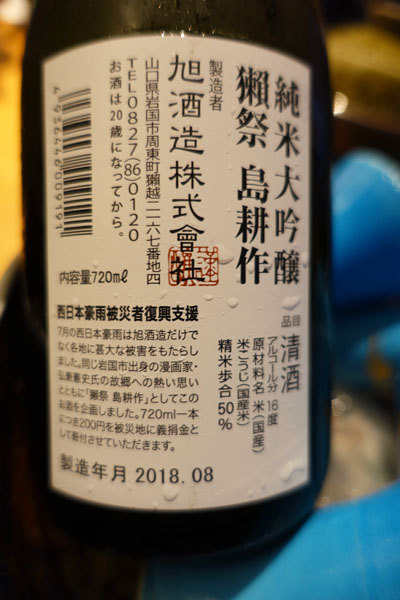 純米大吟醸
獺祭 島耕作
製造者
旭酒造株式會社
山口県岩国市周東町獺越二一六七番地四
TEL0827(86)0120
お酒は20歳になってから。
内容量720ml
品目 清酒
アルコール分 16度
原材料名 米(国産)
米こうじ(国産米)
精米歩合 50%
西日本豪雨被災者復興支援
7月の西日本豪雨は旭酒造だけで
なく各地に甚大な被害をもたらし
ました。同じ岩国市出身の漫画家・
弘兼憲史氏の故郷への熱い思い
とともに「獺祭 島耕作」としてこの
お酒を企画しました。720ml一本
につき200円を被災地に義捐金と
して寄付させていただきます。
製造年月 2018.08